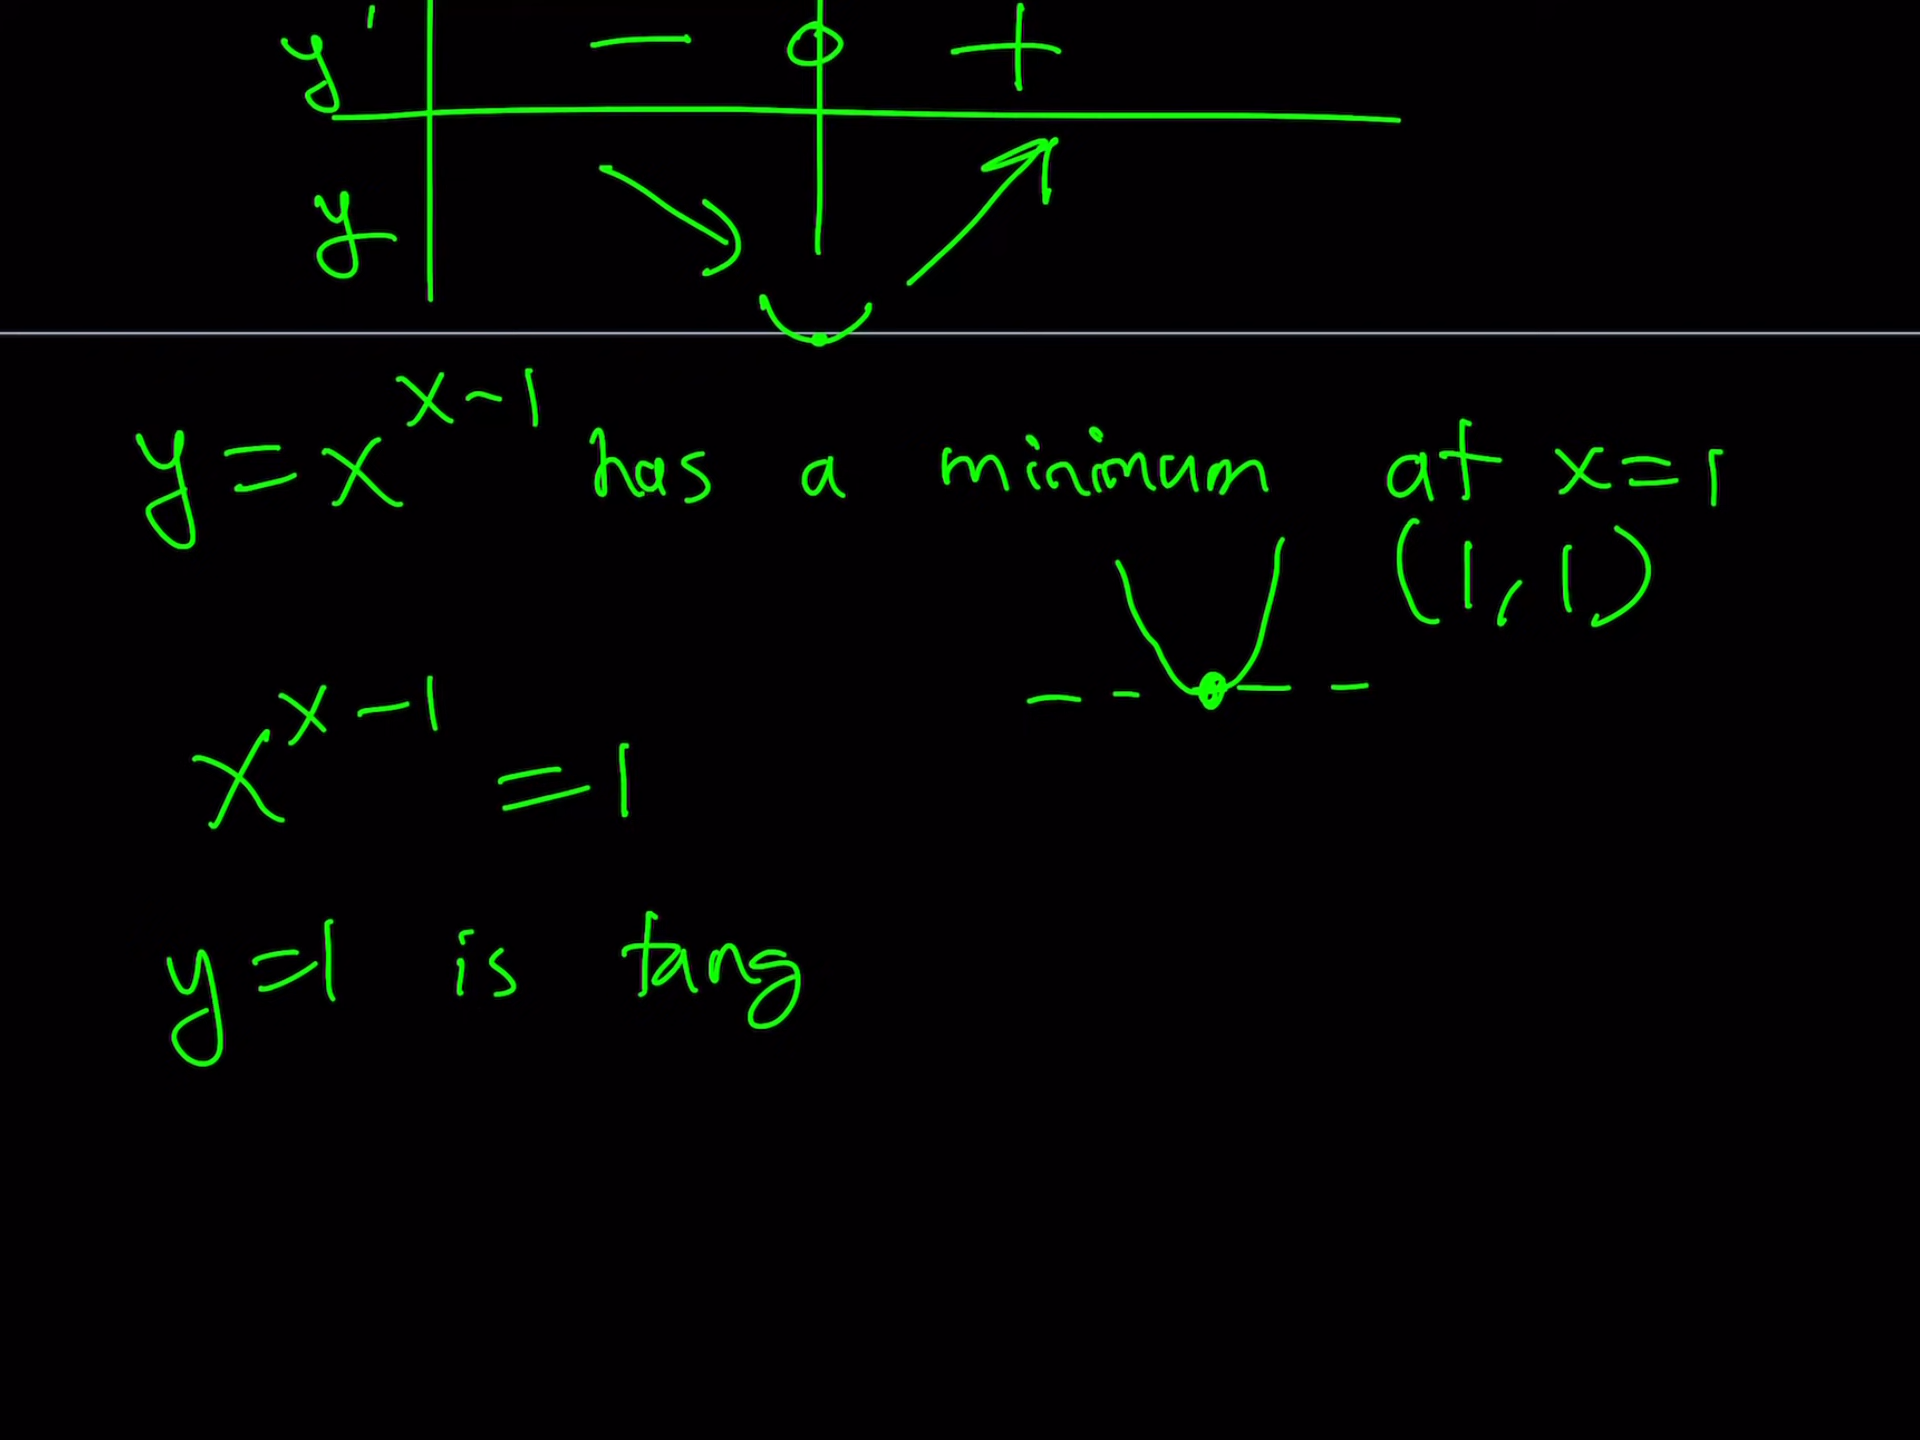 y' − 0 +
y
y = x^{x-1} has a minimum at x=1
(1, 1)
x^{x-1} = 1
y=1 is tang